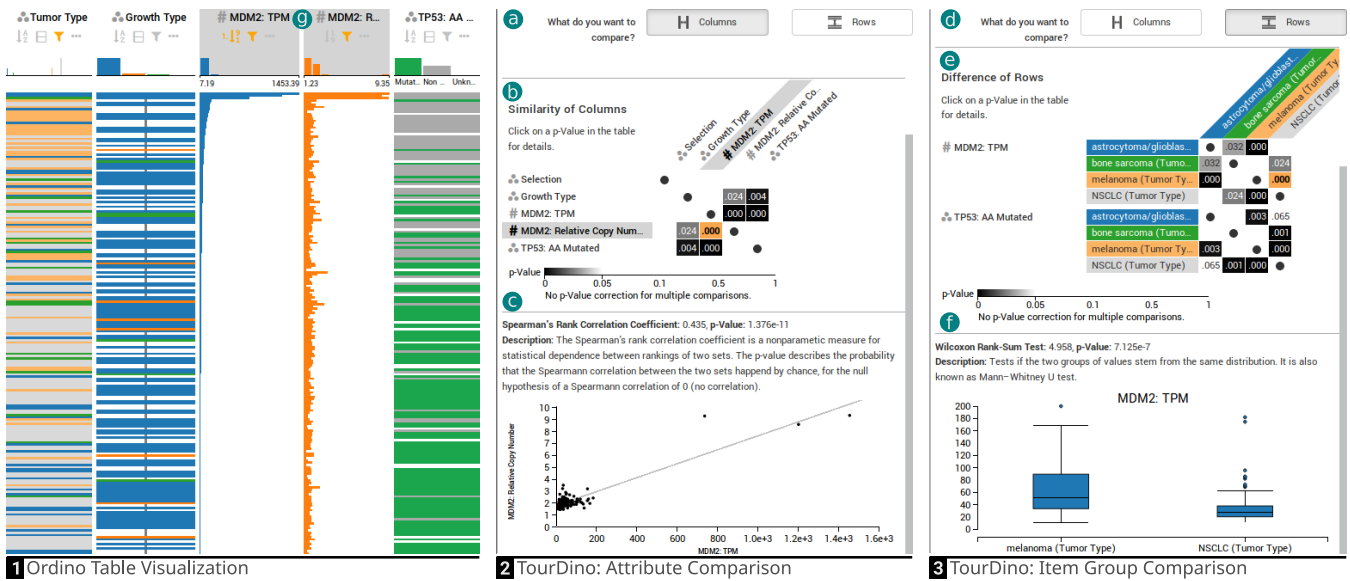 Tumor Type
Growth Type
# MDM2: TPM
g
# MDM2: R...
TP53: AA ...
7.19
1453.39
1.23
9.35
Mutat...
Non ...
Unkn...
1 Ordino Table Visualization
a
What do you want to
compare?
Columns
Rows
b
Similarity of Columns
Click on a p-Value in the table
for details.
Selection
Growth Type
# MDM2: TPM
# MDM2: Relative Co...
TP53: AA Mutated
Selection
Growth Type
.024 .004
# MDM2: TPM
.000 .000
# MDM2: Relative Copy Num...
.024 .000
TP53: AA Mutated
.004 .000
p-Value
0 0.05 0.1 0.5 1
No p-Value correction for multiple comparisons.
c
Spearman's Rank Correlation Coefficient: 0.435, p-Value: 1.376e-11
Description: The Spearman's rank correlation coefficient is a nonparametric measure for
statistical dependence between rankings of two sets. The p-value describes the probability
that the Spearmann correlation between the two sets happend by chance, for the null
hypothesis of a Spearmann correlation of 0 (no correlation).
MDM2: Relative Copy Number
10
9
8
7
6
5
4
3
2
1
0
0 200 400 600 800 1.0e+3 1.2e+3 1.4e+3 1.6e+3
MDM2: TPM
2 TourDino: Attribute Comparison
d
What do you want to
compare?
Columns
Rows
e
Difference of Rows
Click on a p-Value in the table
for details.
astrocytoma/glioblast...
bone sarcoma (Tumor...
melanoma (Tumor Ty
NSCLC (Tumor
# MDM2: TPM
astrocytoma/glioblas...
.032 .000
bone sarcoma (Tumo...
.032 .024
melanoma (Tumor Ty...
.000 .000
NSCLC (Tumor Type)
.024 .000
TP53: AA Mutated
astrocytoma/glioblas...
.003 .065
bone sarcoma (Tumo...
.001
melanoma (Tumor Ty...
.003 .000
NSCLC (Tumor Type)
.065 .001 .000
p-Value
0 0.05 0.1 0.5 1
No p-Value correction for multiple comparisons.
f
Wilcoxon Rank-Sum Test: 4.958, p-Value: 7.125e-7
Description: Tests if the two groups of values stem from the same distribution. It is also
known as Mann–Whitney U test.
MDM2: TPM
200
180
160
140
120
100
80
60
40
20
0
melanoma (Tumor Type)
NSCLC (Tumor Type)
3 TourDino: Item Group Comparison